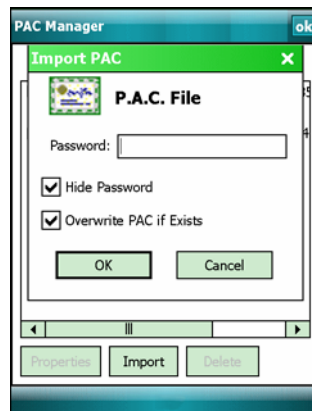 PAC Manager ok
Import PAC
P.A.C. File
Password:
Hide Password
Overwrite PAC if Exists
OK Cancel
Properties Import Delete